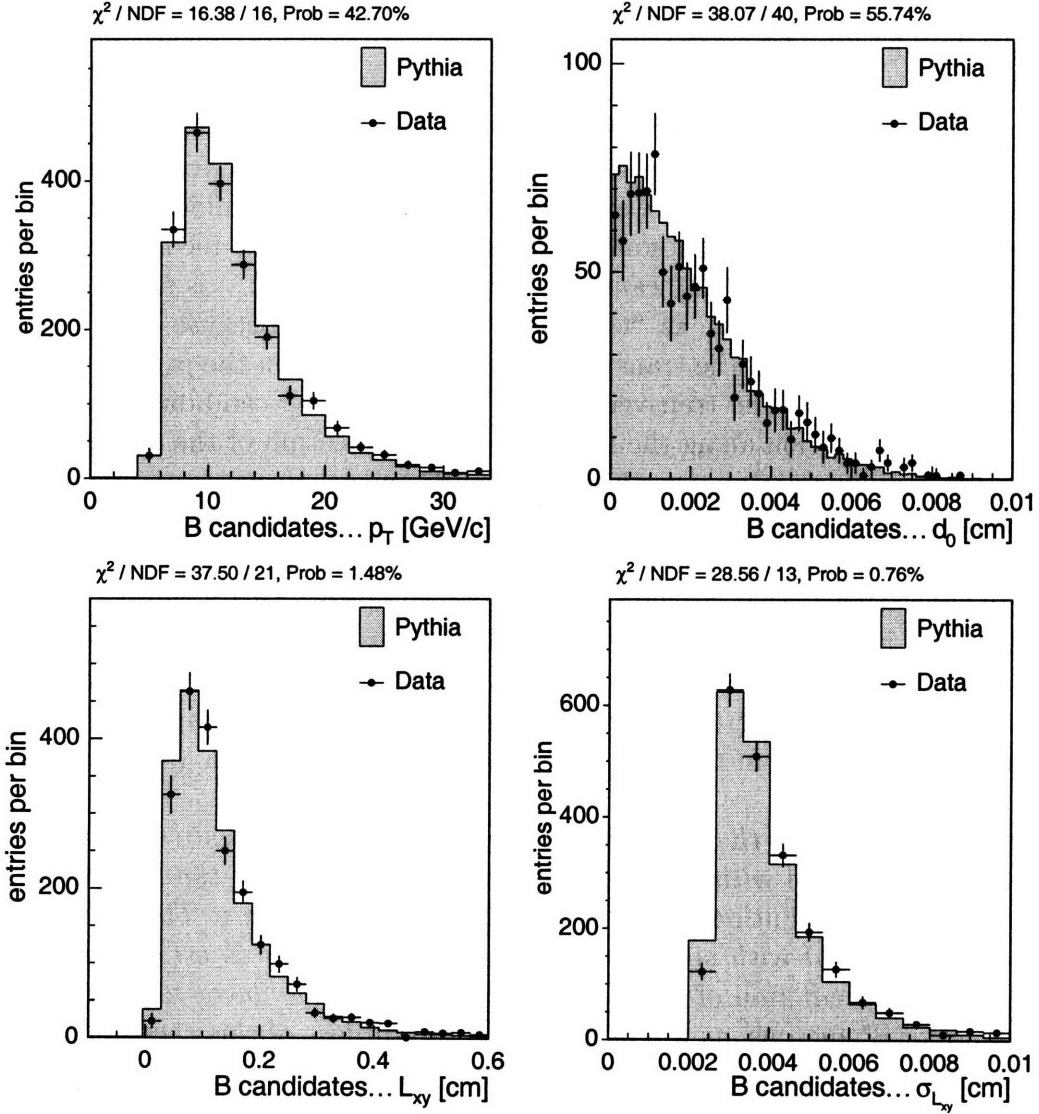 χ² / NDF = 16.38 / 16, Prob = 42.70%
Pythia
Data
entries per bin
400
200
0
0 10 20 30
B candidates... p_T [GeV/c]
χ² / NDF = 38.07 / 40, Prob = 55.74%
Pythia
Data
entries per bin
100
50
0
0 0.002 0.004 0.006 0.008 0.01
B candidates... d_0 [cm]
χ² / NDF = 37.50 / 21, Prob = 1.48%
Pythia
Data
entries per bin
400
200
0
0 0.2 0.4 0.6
B candidates... L_xy [cm]
χ² / NDF = 28.56 / 13, Prob = 0.76%
Pythia
Data
entries per bin
600
400
200
0
0 0.002 0.004 0.006 0.008 0.01
B candidates... σ_L_xy [cm]